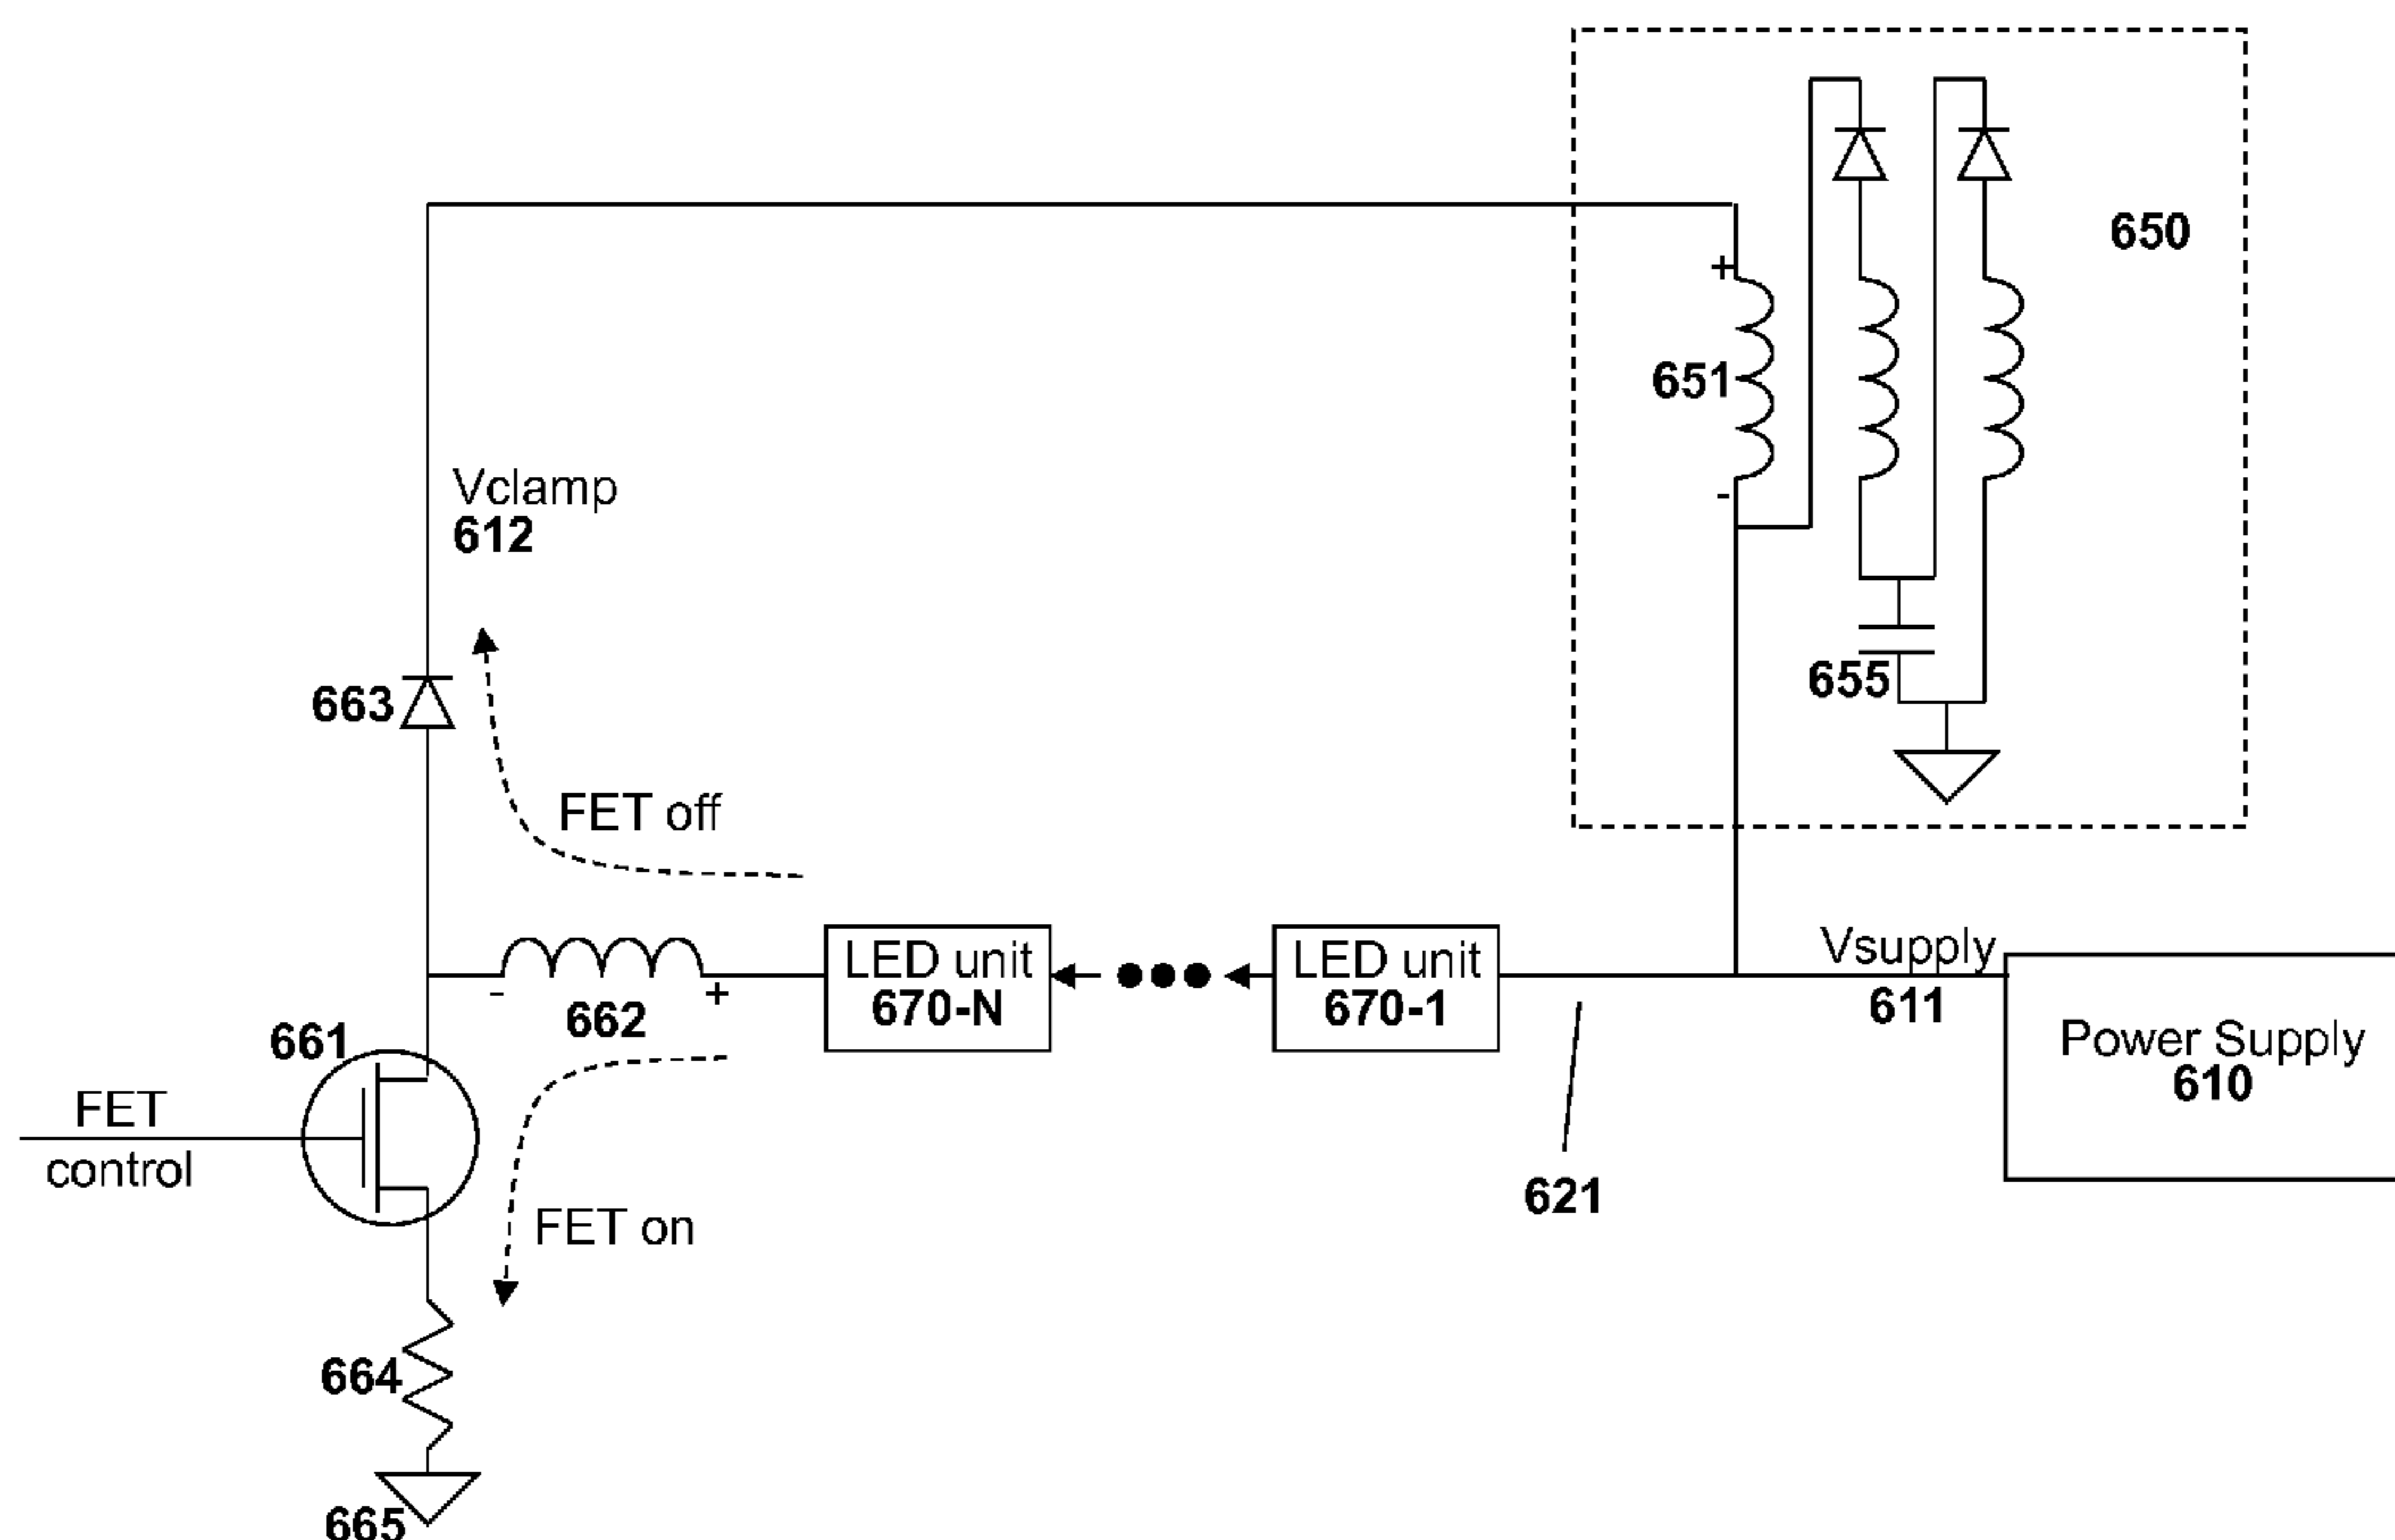 650
+
651
-
Vclamp
612
655
663
FET off
Vsupply
611
LED unit
670-N
LED unit
670-1
-
+
662
661
Power Supply
610
FET
control
621
FET on
664
665